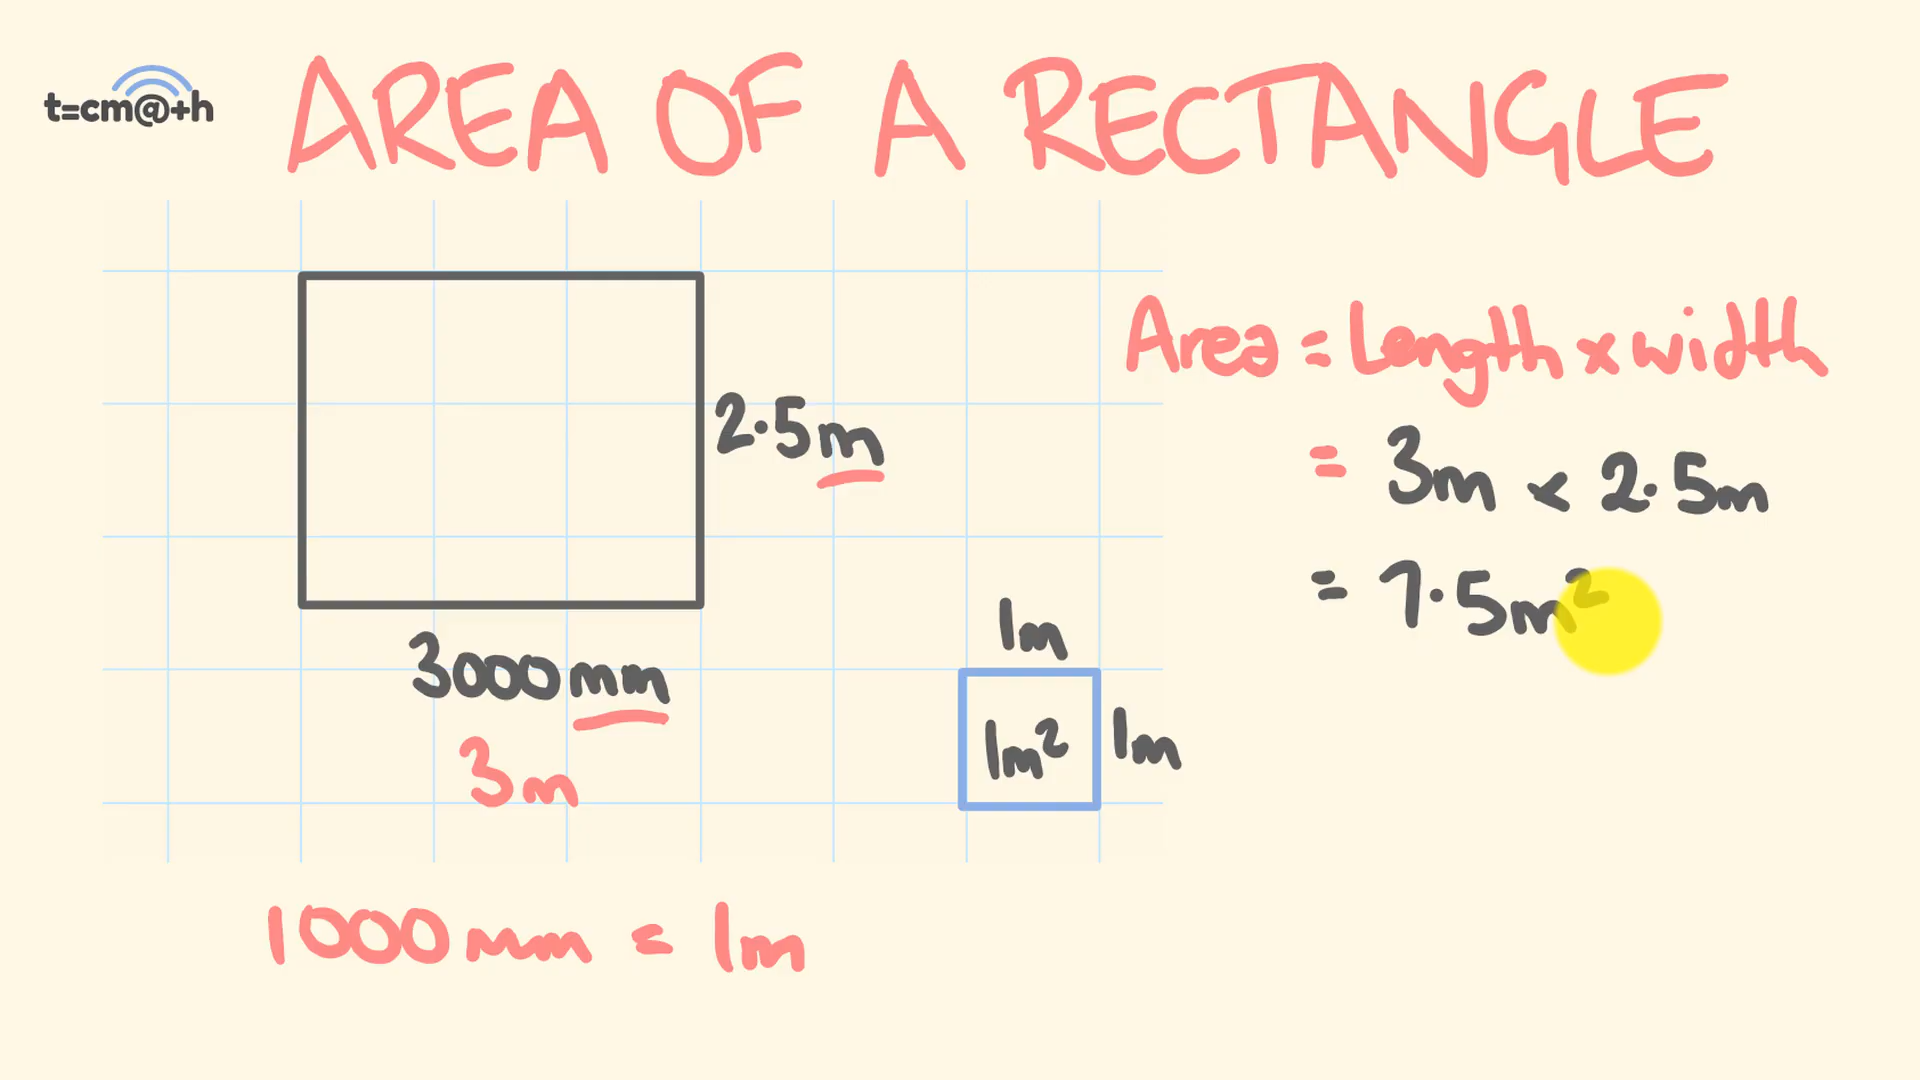 t=cm@+h
AREA OF A RECTANGLE
Area = Length × width
2.5m
= 3m × 2.5m
= 7.5m²
3000mm
3m
1m
1m²
1m
1000mm = 1m